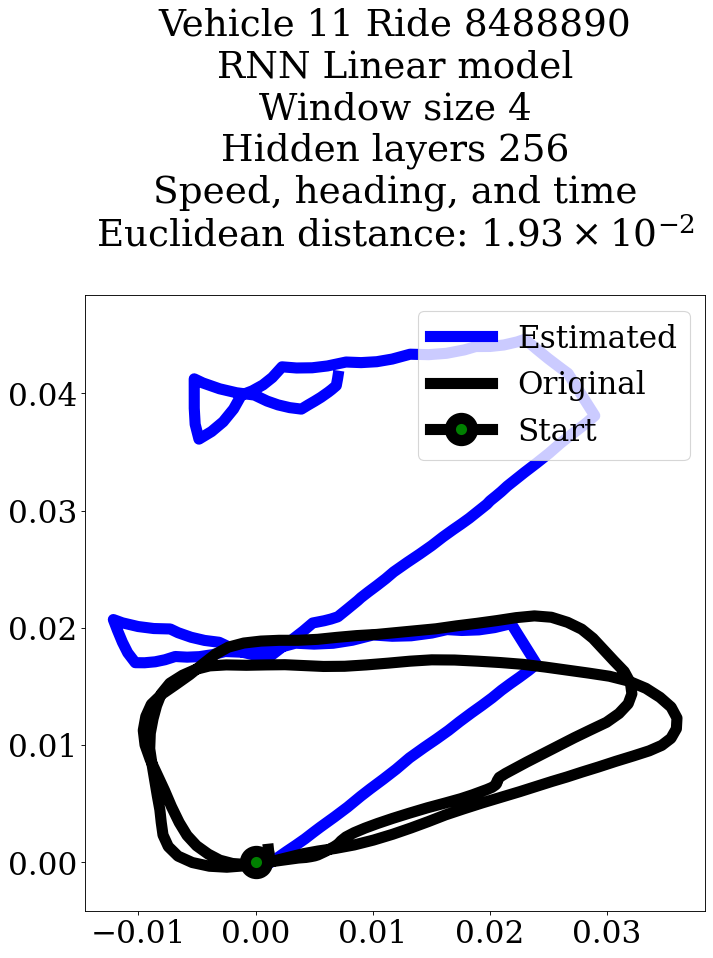 Vehicle 11 Ride 8488890
RNN Linear model
Window size 4
Hidden layers 256
Speed, heading, and time
Euclidean distance: 1.93 × 10⁻²
Estimated
Original
Start
0.04
0.03
0.02
0.01
0.00
−0.01 0.00 0.01 0.02 0.03